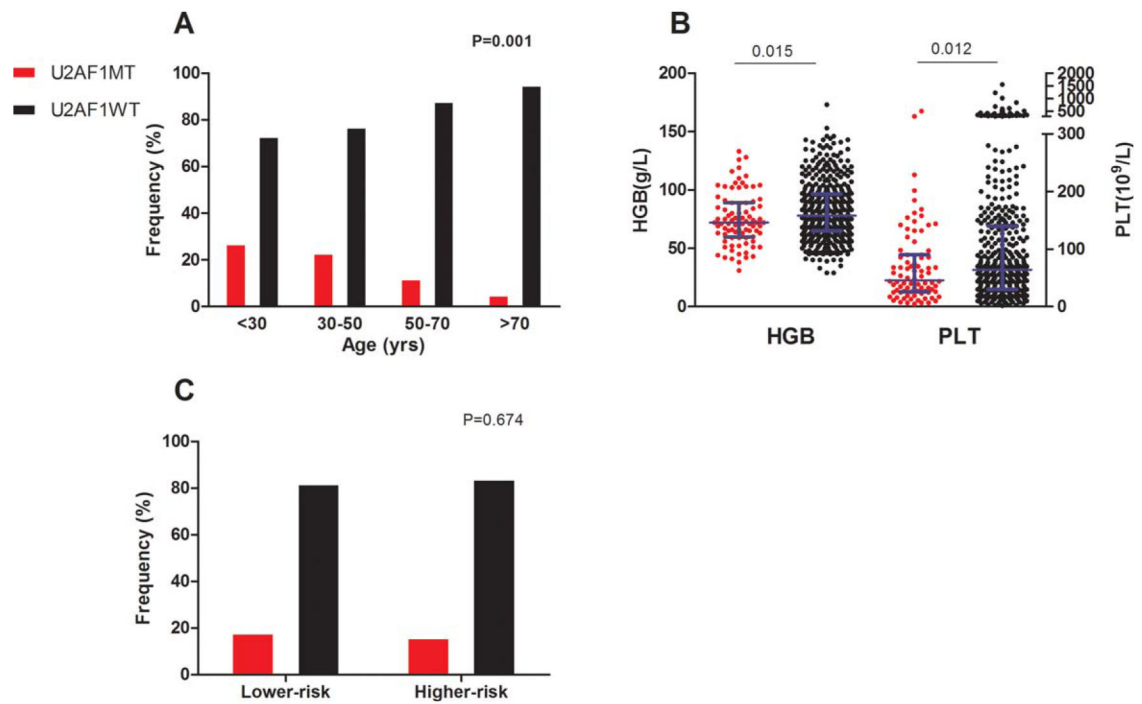 U2AF1MT
U2AF1WT
A
P=0.001
Frequency (%)
100
80
60
40
20
0
<30 30-50 50-70 >70
Age (yrs)
B
0.015 0.012
HGB(g/L)
200
150
100
50
0
2000
1500
1000
500
300
200
100
0
PLT(10^9/L)
HGB PLT
C
P=0.674
Frequency (%)
100
80
60
40
20
0
Lower-risk Higher-risk